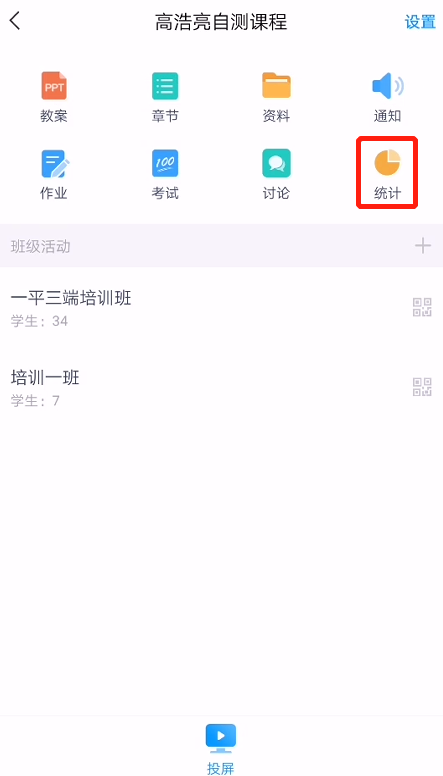 高浩亮自测课程 设置
PPT
教案 章节 资料 通知
100
作业 考试 讨论 统计
班级活动
一平三端培训班
学生：34
培训一班
学生：7
投屏